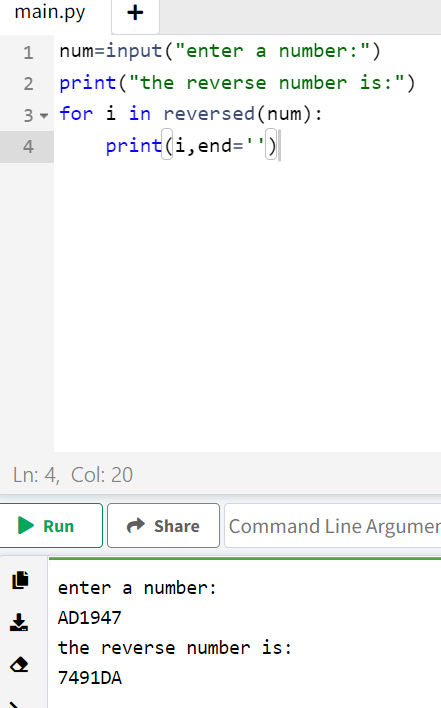 main.py +
1 num=input("enter a number:")
2 print("the reverse number is:")
3 for i in reversed(num):
4     print(i,end='')
Ln: 4, Col: 20
Run Share Command Line Argumen
enter a number:
AD1947
the reverse number is:
7491DA